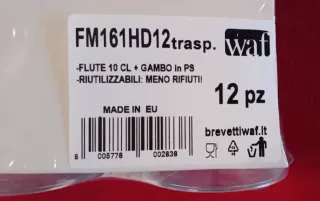 FM161HD12trasp. waf
-FLUTE 10 CL + GAMBO in PS
-RIUTILIZZABILI: MENO RIFIUTI!
MADE IN EU
12 pz
brevettiwaf.it
8 005778 002838